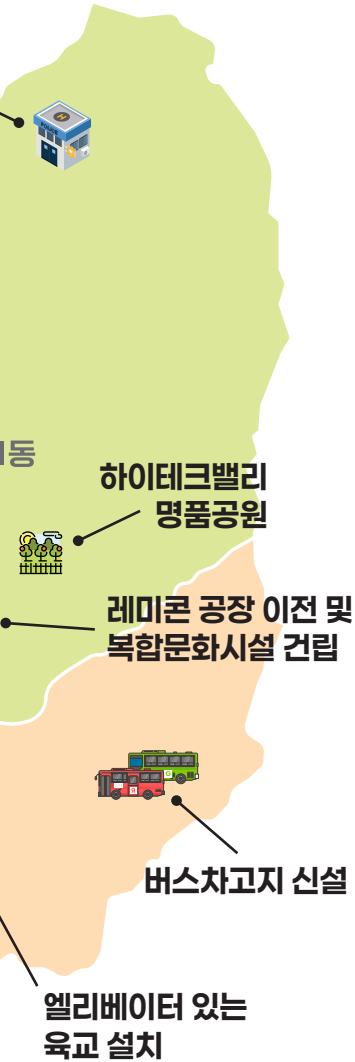 동
하이테크밸리
명품공원
레미콘 공장 이전 및
복합문화시설 건립
버스차고지 신설
엘리베이터 있는
육교 설치